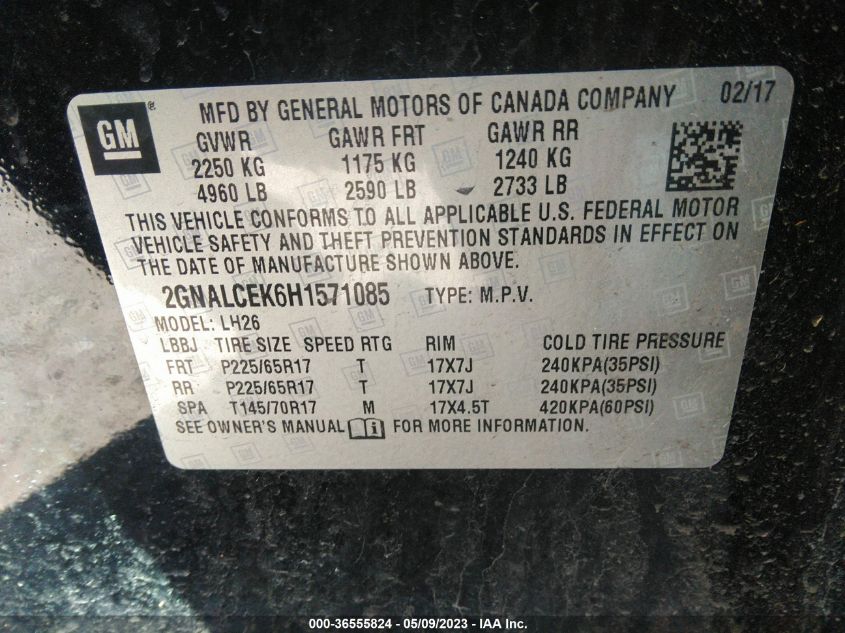 GM ® MFD BY GENERAL MOTORS OF CANADA COMPANY 02/17
GVWR GAWR FRT GAWR RR
2250 KG 1175 KG 1240 KG
4960 LB 2590 LB 2733 LB
THIS VEHICLE CONFORMS TO ALL APPLICABLE U.S. FEDERAL MOTOR
VEHICLE SAFETY AND THEFT PREVENTION STANDARDS IN EFFECT ON
THE DATE OF MANUFACTURE SHOWN ABOVE.
2GNALCEK6H1571085 TYPE: M.P.V.
MODEL: LH26
LBBJ TIRE SIZE SPEED RTG RIM COLD TIRE PRESSURE
FRT P225/65R17 T 17X7J 240KPA(35PSI)
RR P225/65R17 T 17X7J 240KPA(35PSI)
SPA T145/70R17 M 17X4.5T 420KPA(60PSI)
SEE OWNER'S MANUAL i FOR MORE INFORMATION.
000-36555824 - 05/09/2023 - IAA Inc.